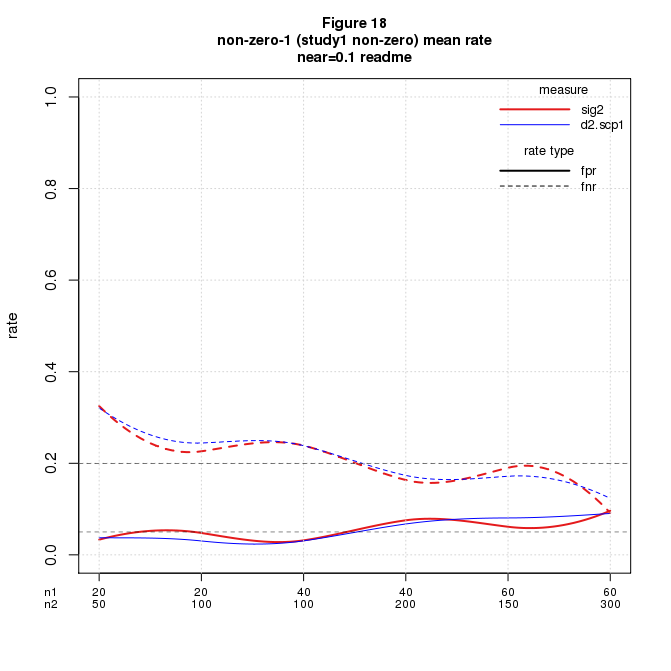 Figure 18
non-zero-1 (study1 non-zero) mean rate
near=0.1 readme
measure
sig2
d2.scp1
rate type
fpr
fnr
rate
1.0
0.8
0.6
0.4
0.2
0.0
n1 20 20 40 40 60 60
n2 50 100 100 200 150 300